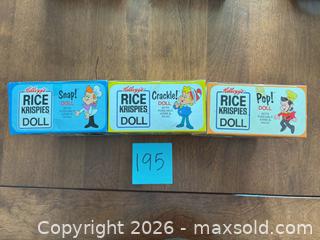 Kellogg's
RICE
KRISPIES
DOLL
Snap!
DOLL
Kellogg's
RICE
KRISPIES
DOLL
Crackle!
DOLL
Kellogg's
RICE
KRISPIES
DOLL
Pop!
DOLL
195
Copyright 2026 - maxsold.com